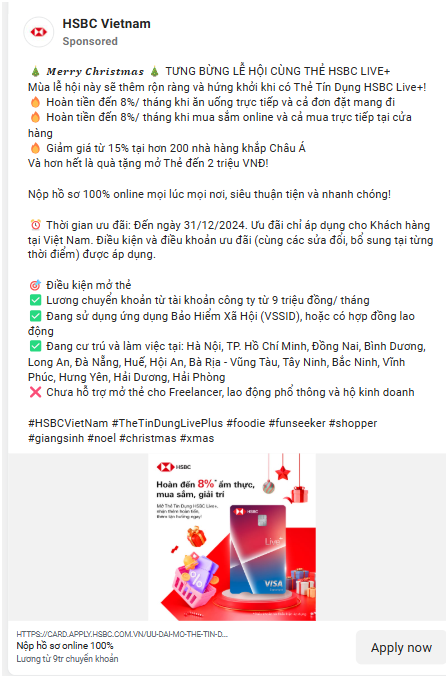 HSBC Vietnam
Sponsored
🎄 𝑴𝒆𝒓𝒓𝒚 𝑪𝒉𝒓𝒊𝒔𝒕𝒎𝒂𝒔 🎄 TƯNG BỪNG LỄ HỘI CÙNG THẺ HSBC LIVE+
Mùa lễ hội này sẽ thêm rộn ràng và hứng khởi khi có Thẻ Tín Dụng HSBC Live+!
🔥 Hoàn tiền đến 8%/ tháng khi ăn uống trực tiếp và cả đơn đặt mang đi
🔥 Hoàn tiền đến 8%/ tháng khi mua sắm online và cả mua trực tiếp tại cửa
hàng
🔥 Giảm giá từ 15% tại hơn 200 nhà hàng khắp Châu Á
Và hơn hết là quà tặng mở Thẻ đến 2 triệu VNĐ!
Nộp hồ sơ 100% online mọi lúc mọi nơi, siêu thuận tiện và nhanh chóng!
⏰ Thời gian ưu đãi: Đến ngày 31/12/2024. Ưu đãi chỉ áp dụng cho Khách hàng
tại Việt Nam. Điều kiện và điều khoản ưu đãi (cùng các sửa đổi, bổ sung tại từng
thời điểm) được áp dụng.
🎯 Điều kiện mở thẻ
✅ Lương chuyển khoản từ tài khoản công ty từ 9 triệu đồng/ tháng
✅ Đang sử dụng ứng dụng Bảo Hiểm Xã Hội (VSSID), hoặc có hợp đồng lao
động
✅ Đang cư trú và làm việc tại: Hà Nội, TP. Hồ Chí Minh, Đồng Nai, Bình Dương,
Long An, Đà Nẵng, Huế, Hội An, Bà Rịa - Vũng Tàu, Tây Ninh, Bắc Ninh, Vĩnh
Phúc, Hưng Yên, Hải Dương, Hải Phòng
❌ Chưa hỗ trợ mở thẻ cho Freelancer, lao động phổ thông và hộ kinh doanh
#HSBCVietNam #TheTinDungLivePlus #foodie #funseeker #shopper
#giangsinh #noel #christmas #xmas
HSBC
Hoàn đến 8%* ẩm thực,
mua sắm, giải trí
Mở Thẻ Tín Dụng HSBC Live+,
nhận thêm hoàn tiền,
thêm tận hưởng ngay!
HSBC
Live+
VISA
HTTPS://CARD.APPLY.HSBC.COM.VN/UU-DAI-MO-THE-TIN-D...
Nộp hồ sơ online 100%
Lương từ 9tr chuyển khoản
Apply now